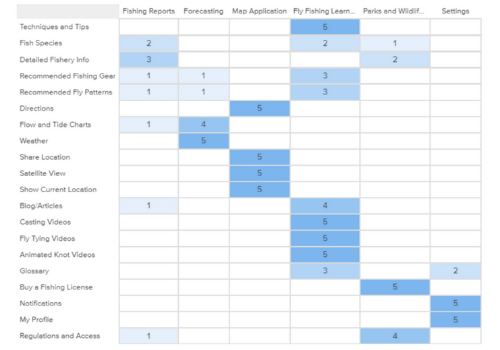 Fishing Reports Forecasting Map Application Fly Fishing Learn... Parks and Wildlif... Settings
Techniques and Tips 5
Fish Species 2 2 1
Detailed Fishery Info 3 2
Recommended Fishing Gear 1 1 3
Recommended Fly Patterns 1 1 3
Directions 5
Flow and Tide Charts 1 4
Weather 5
Share Location 5
Satellite View 5
Show Current Location 5
Blog/Articles 1 4
Casting Videos 5
Fly Tying Videos 5
Animated Knot Videos 5
Glossary 3 2
Buy a Fishing License 5
Notifications 5
My Profile 5
Regulations and Access 1 4